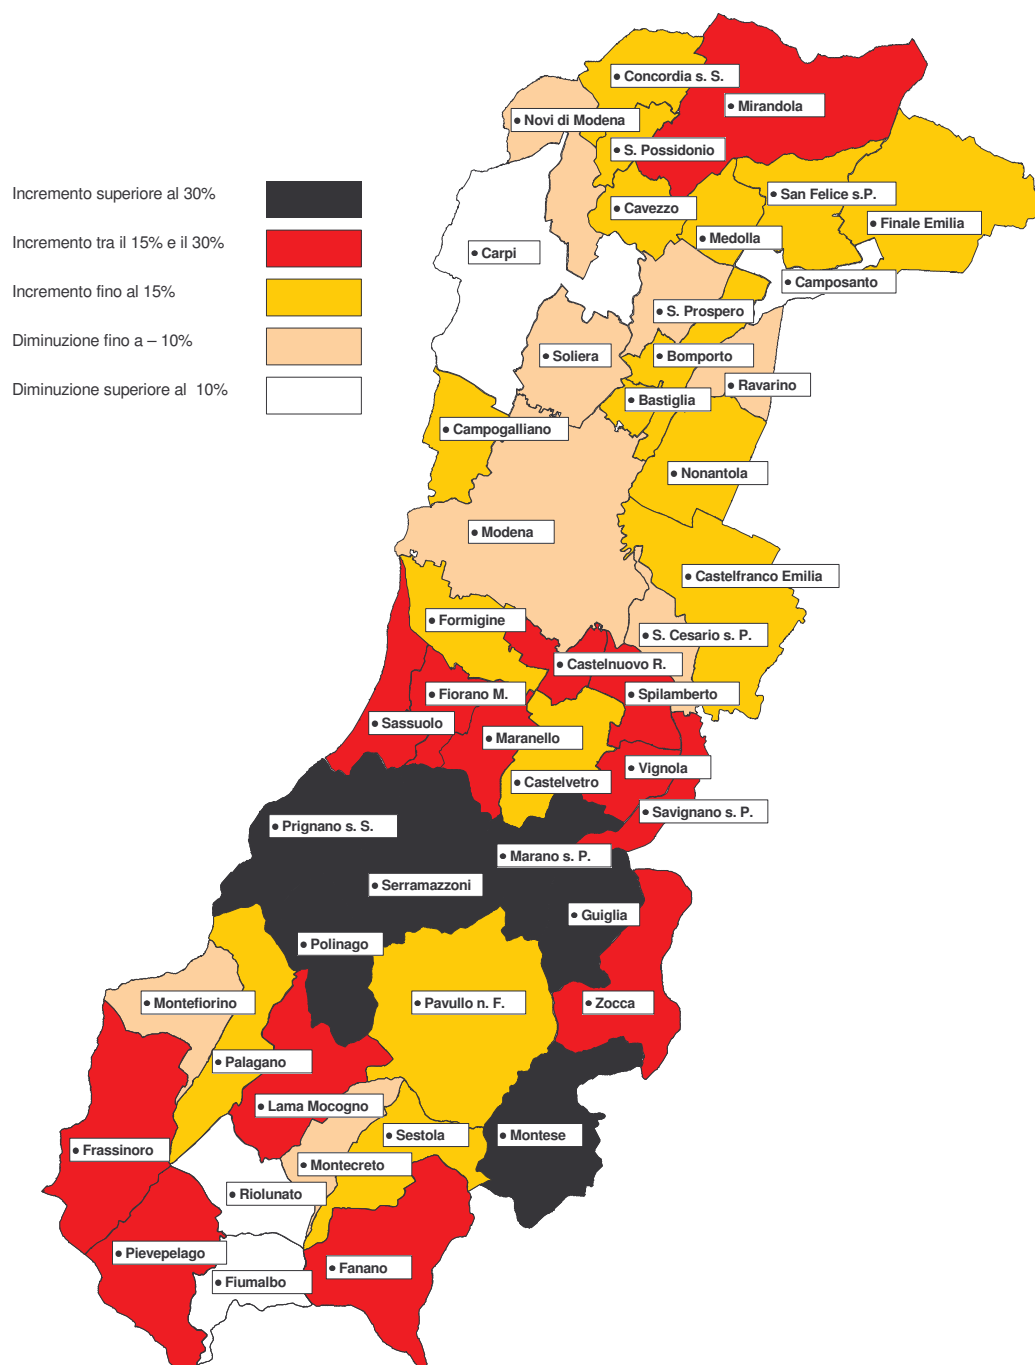 Incremento superiore al 30%
Incremento tra il 15% e il 30%
Incremento fino al 15%
Diminuzione fino a – 10%
Diminuzione superiore al 10%
Concordia s. S.
Mirandola
Novi di Modena
S. Possidonio
San Felice s.P.
Cavezzo
Finale Emilia
Medolla
Carpi
Camposanto
S. Prospero
Soliera
Bomporto
Ravarino
Bastiglia
Campogalliano
Nonantola
Modena
Castelfranco Emilia
Formigine
S. Cesario s. P.
Castelnuovo R.
Fiorano M.
Spilamberto
Sassuolo
Maranello
Vignola
Castelvetro
Savignano s. P.
Prignano s. S.
Marano s. P.
Serramazzoni
Guiglia
Polinago
Montefiorino
Pavullo n. F.
Zocca
Palagano
Lama Mocogno
Sestola
Montese
Frassinoro
Montecreto
Riolunato
Pievepelago
Fanano
Fiumalbo